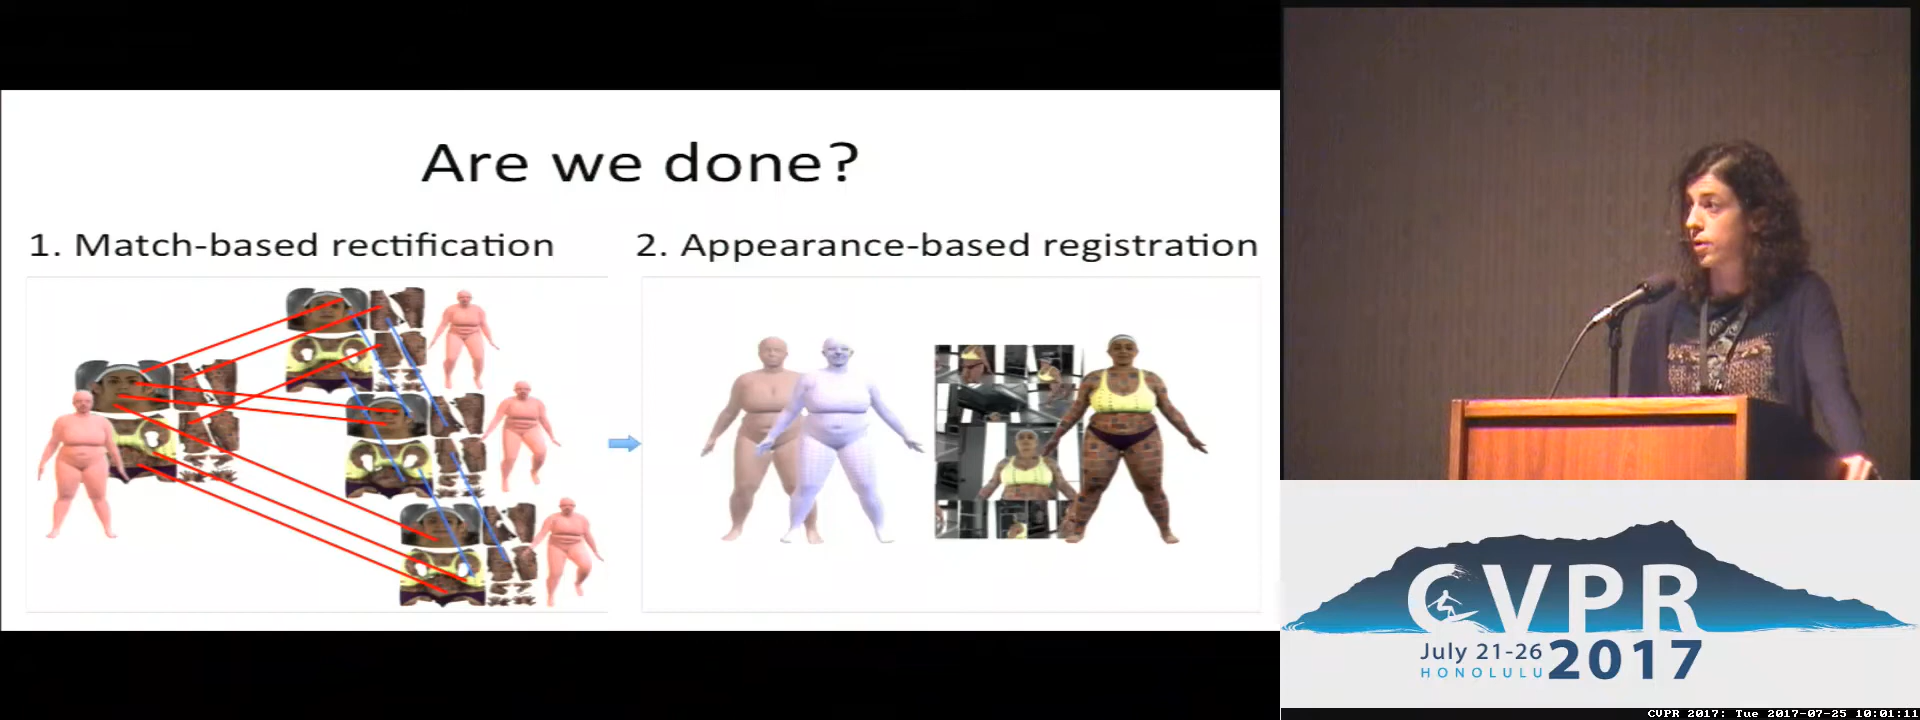 Are we done?
1. Match-based rectification
2. Appearance-based registration
CVPR
July 21-26
HONOLULU
2017
CVPR 2017: Tue 2017-07-25 10:01:11